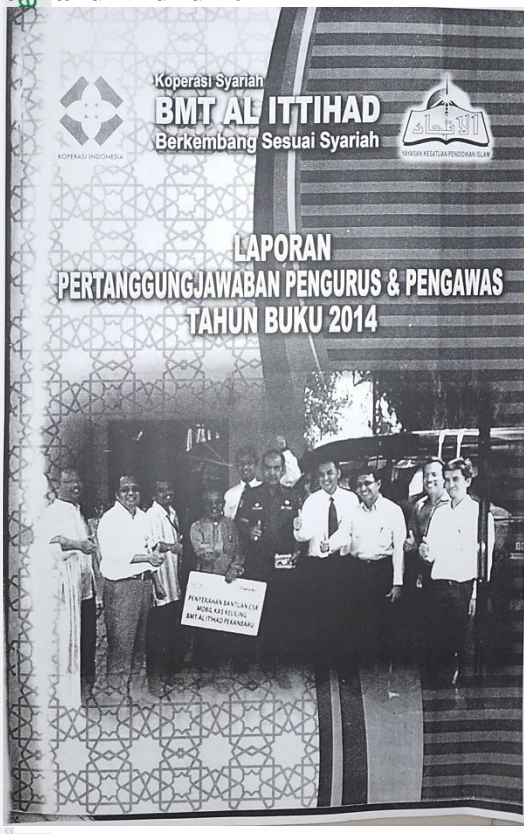 Koperasi Syariah
BMT AL ITTIHAD
Berkembang Sesuai Syariah
KOPERASI INDONESIA
الاتحاد
YAYASAN KESATUAN PENDIDIKAN ISLAM
LAPORAN
PERTANGGUNGJAWABAN PENGURUS & PENGAWAS
TAHUN BUKU 2014
PENYERAHAN BANTUAN CSR
MOBIL KAS KELILING
BMT AL ITTIHAD PEKANBARU